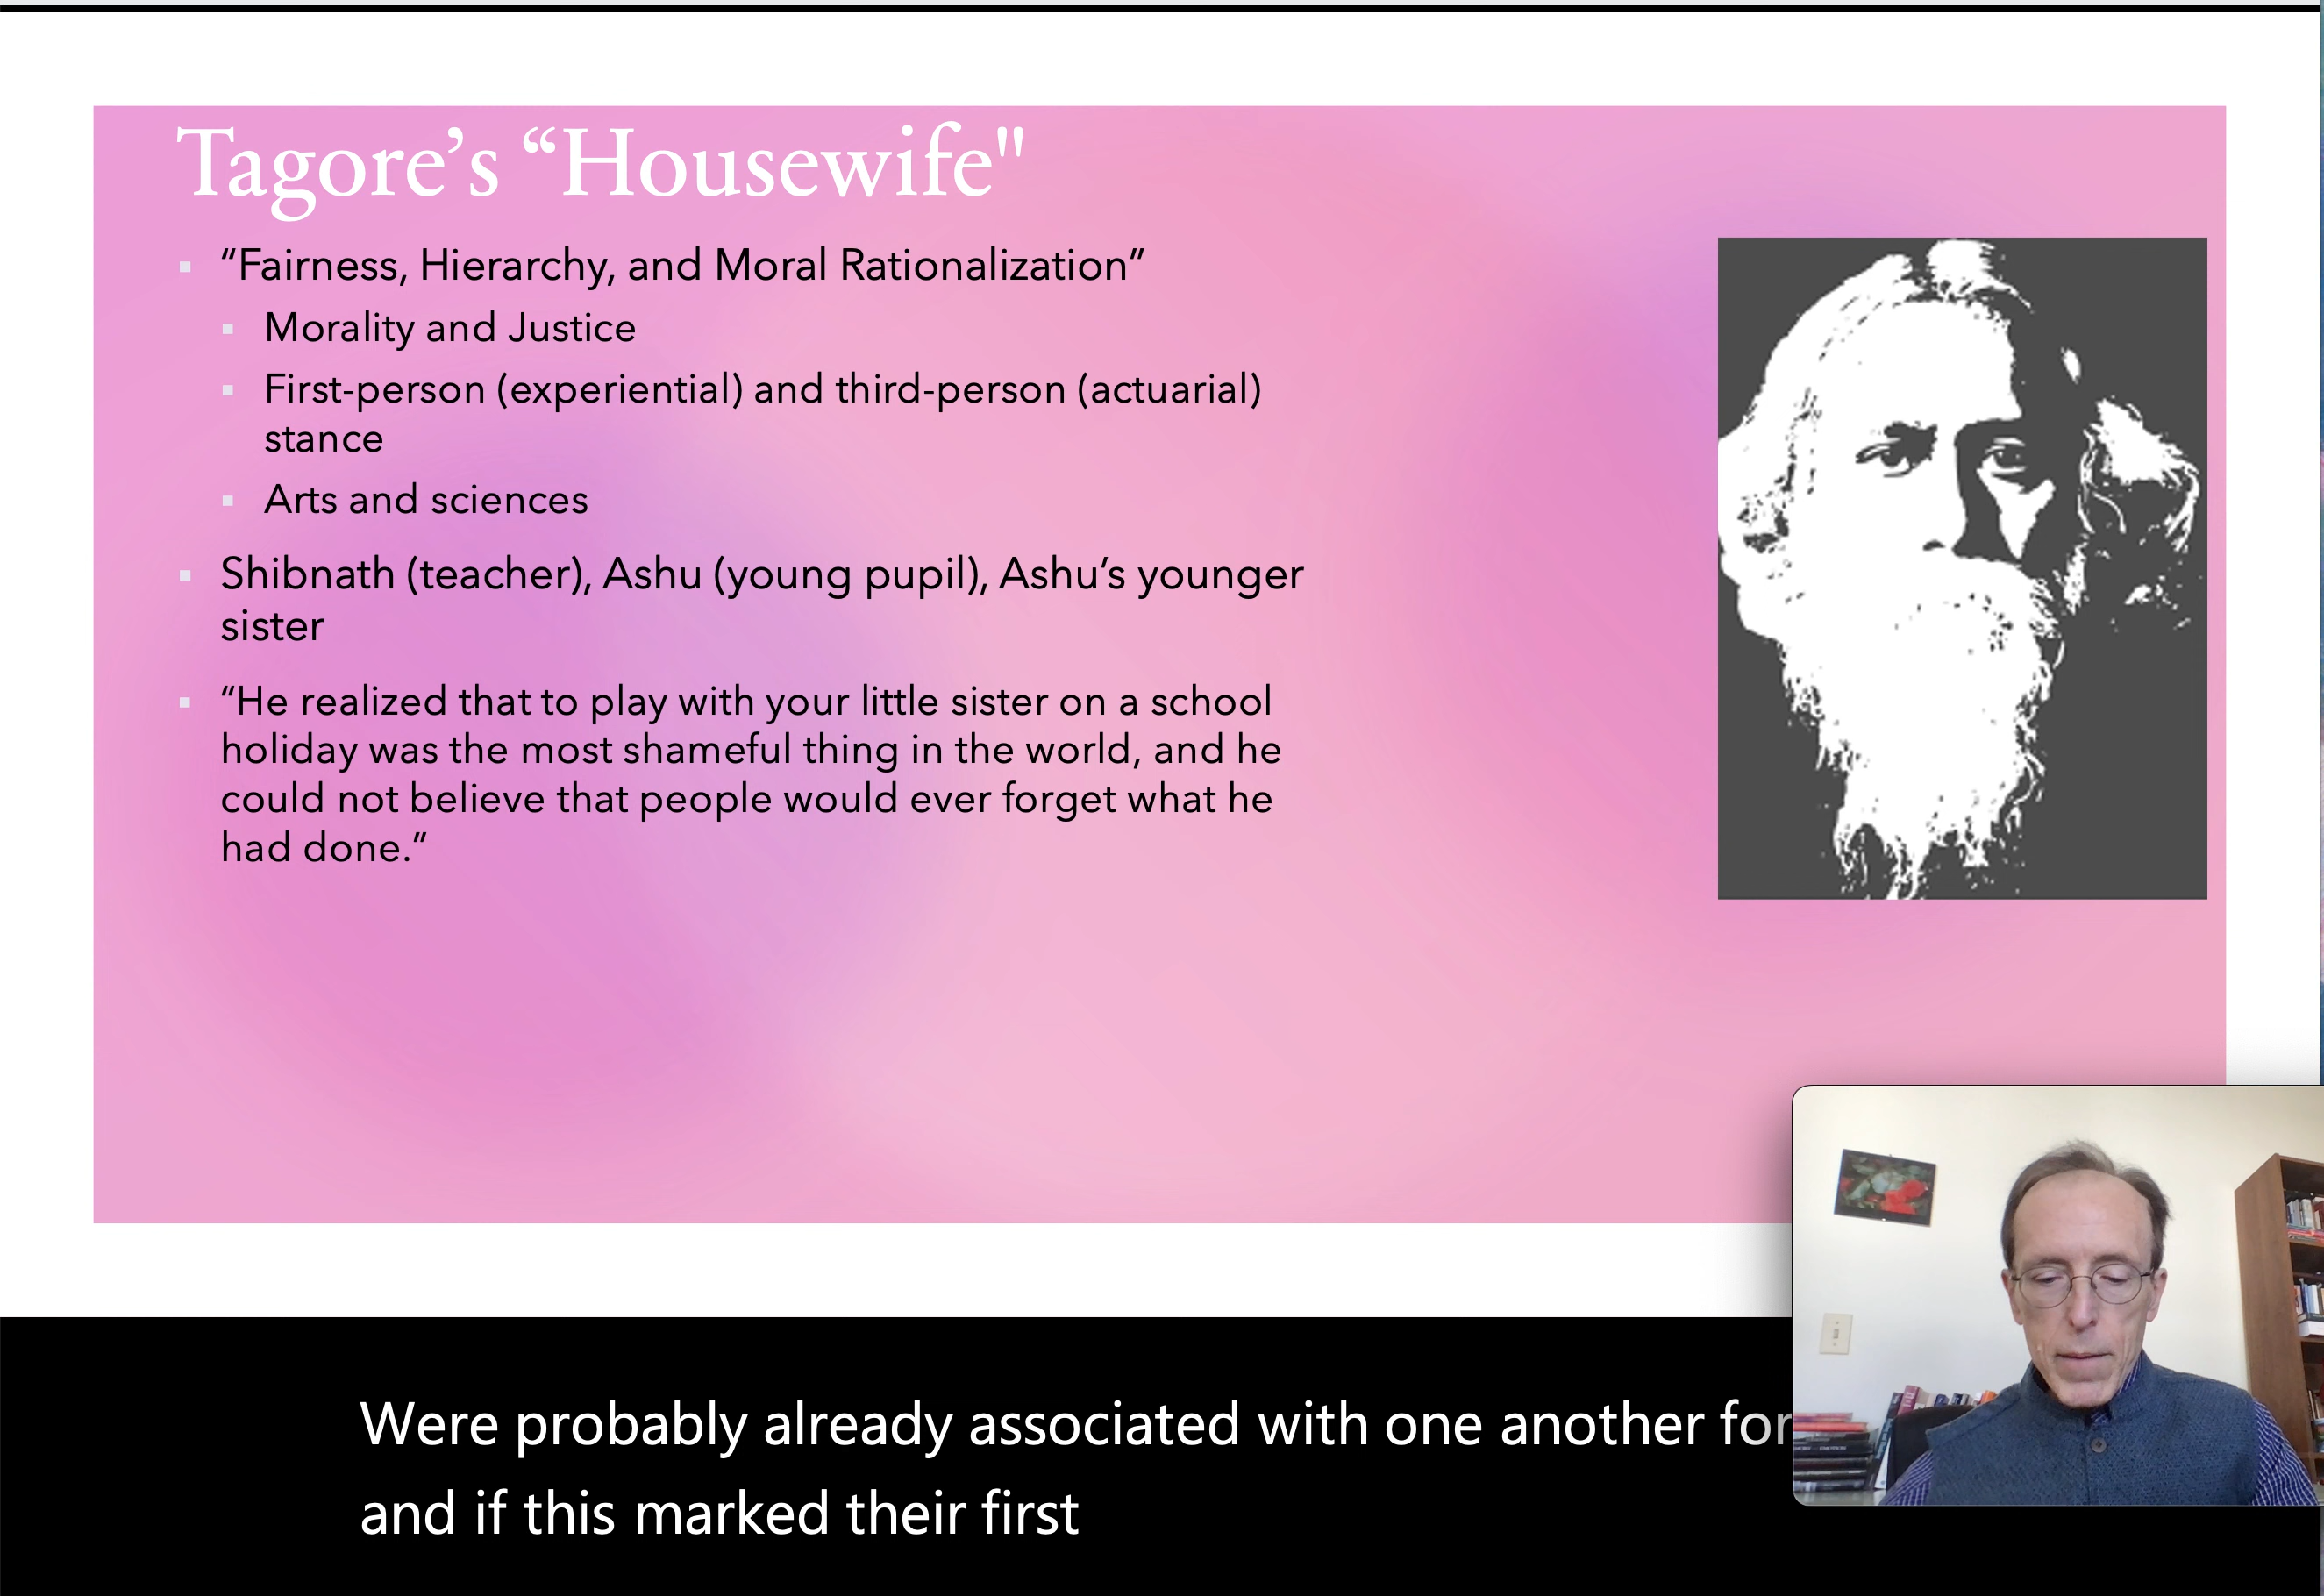 Tagore’s “Housewife"
“Fairness, Hierarchy, and Moral Rationalization”
Morality and Justice
First-person (experiential) and third-person (actuarial)
stance
Arts and sciences
Shibnath (teacher), Ashu (young pupil), Ashu’s younger
sister
“He realized that to play with your little sister on a school
holiday was the most shameful thing in the world, and he
could not believe that people would ever forget what he
had done.”
Were probably already associated with one another for
and if this marked their first